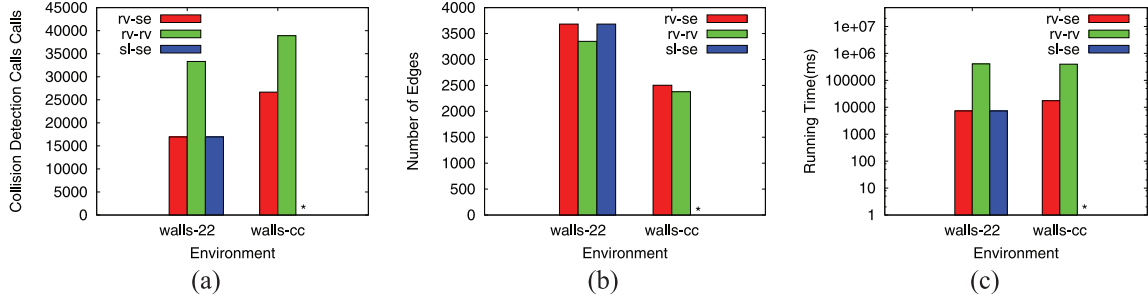 Collision Detection Calls Calls
45000
40000
35000
30000
25000
20000
15000
10000
5000
0
rv-se
rv-rv
sl-se
*
walls-22 walls-cc
Environment
(a)
Number of Edges
4000
3500
3000
2500
2000
1500
1000
500
0
rv-se
rv-rv
sl-se
*
walls-22 walls-cc
Environment
(b)
Running Time(ms)
1e+07
1e+06
100000
10000
1000
100
10
1
rv-se
rv-rv
sl-se
*
walls-22 walls-cc
Environment
(c)